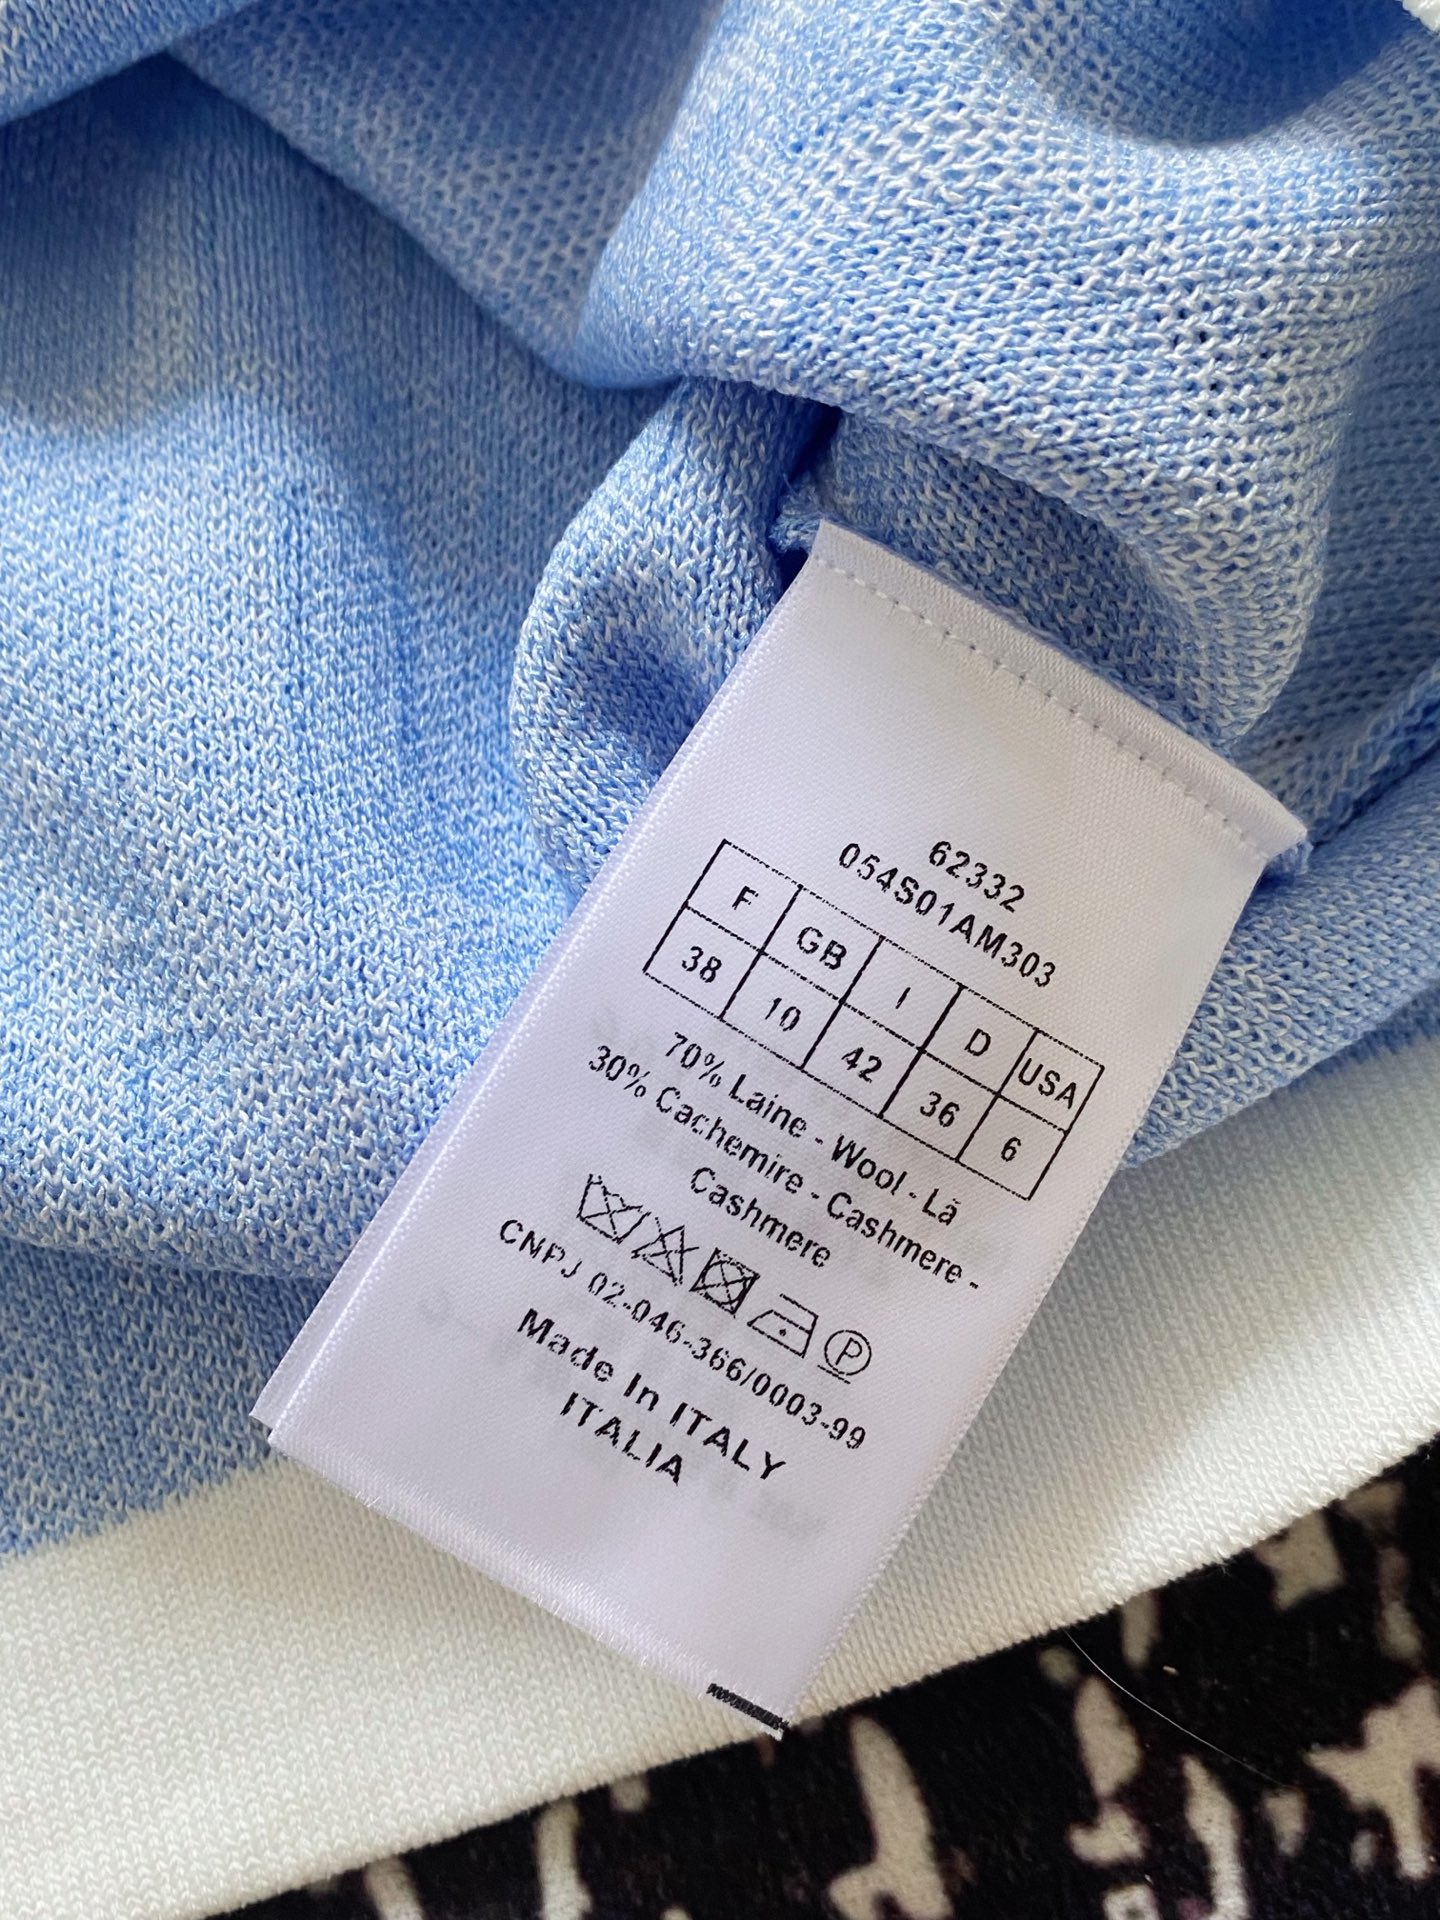 62332
054S01AM303
F GB I D USA
38 10 42 36 6
70% Laine - Wool - Lã
30% Cachemire - Cashmere -
Cashmere
P
CNPJ 02-046-366/0003-99
Made In ITALY
ITALIA